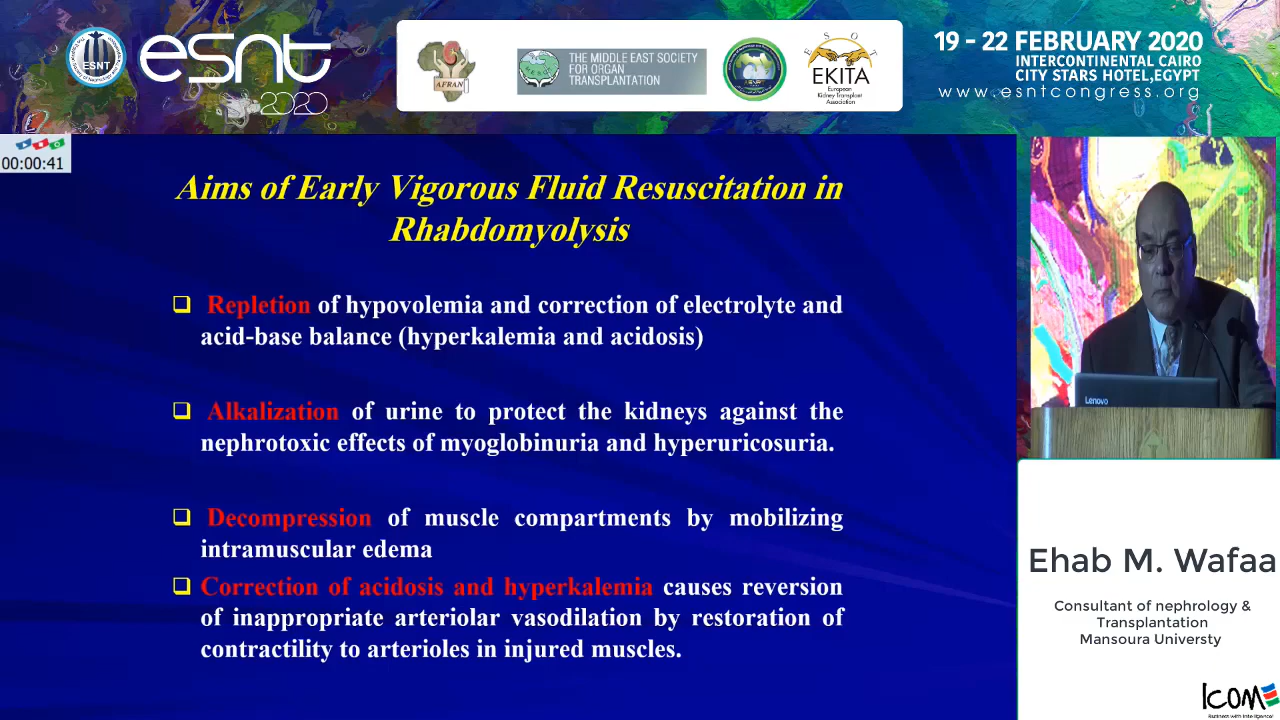 ESNT
esnt
2020
AFRAN
THE MIDDLE EAST SOCIETY
FOR ORGAN
TRANSPLANTATION
E S O T
EKITA
European
Kidney Transplant
Association
19 - 22 FEBRUARY 2020
INTERCONTINENTAL CAIRO
CITY STARS HOTEL,EGYPT
www.esntcongress.org
00:00:41
Aims of Early Vigorous Fluid Resuscitation in
Rhabdomyolysis
❑ Repletion of hypovolemia and correction of electrolyte and
acid-base balance (hyperkalemia and acidosis)
❑ Alkalization of urine to protect the kidneys against the
nephrotoxic effects of myoglobinuria and hyperuricosuria.
❑ Decompression of muscle compartments by mobilizing
intramuscular edema
❑ Correction of acidosis and hyperkalemia causes reversion
of inappropriate arteriolar vasodilation by restoration of
contractility to arterioles in injured muscles.
Lenovo
Ehab M. Wafaa
Consultant of nephrology &
Transplantation
Mansoura Universty
ICOM
Business with Intelligence!